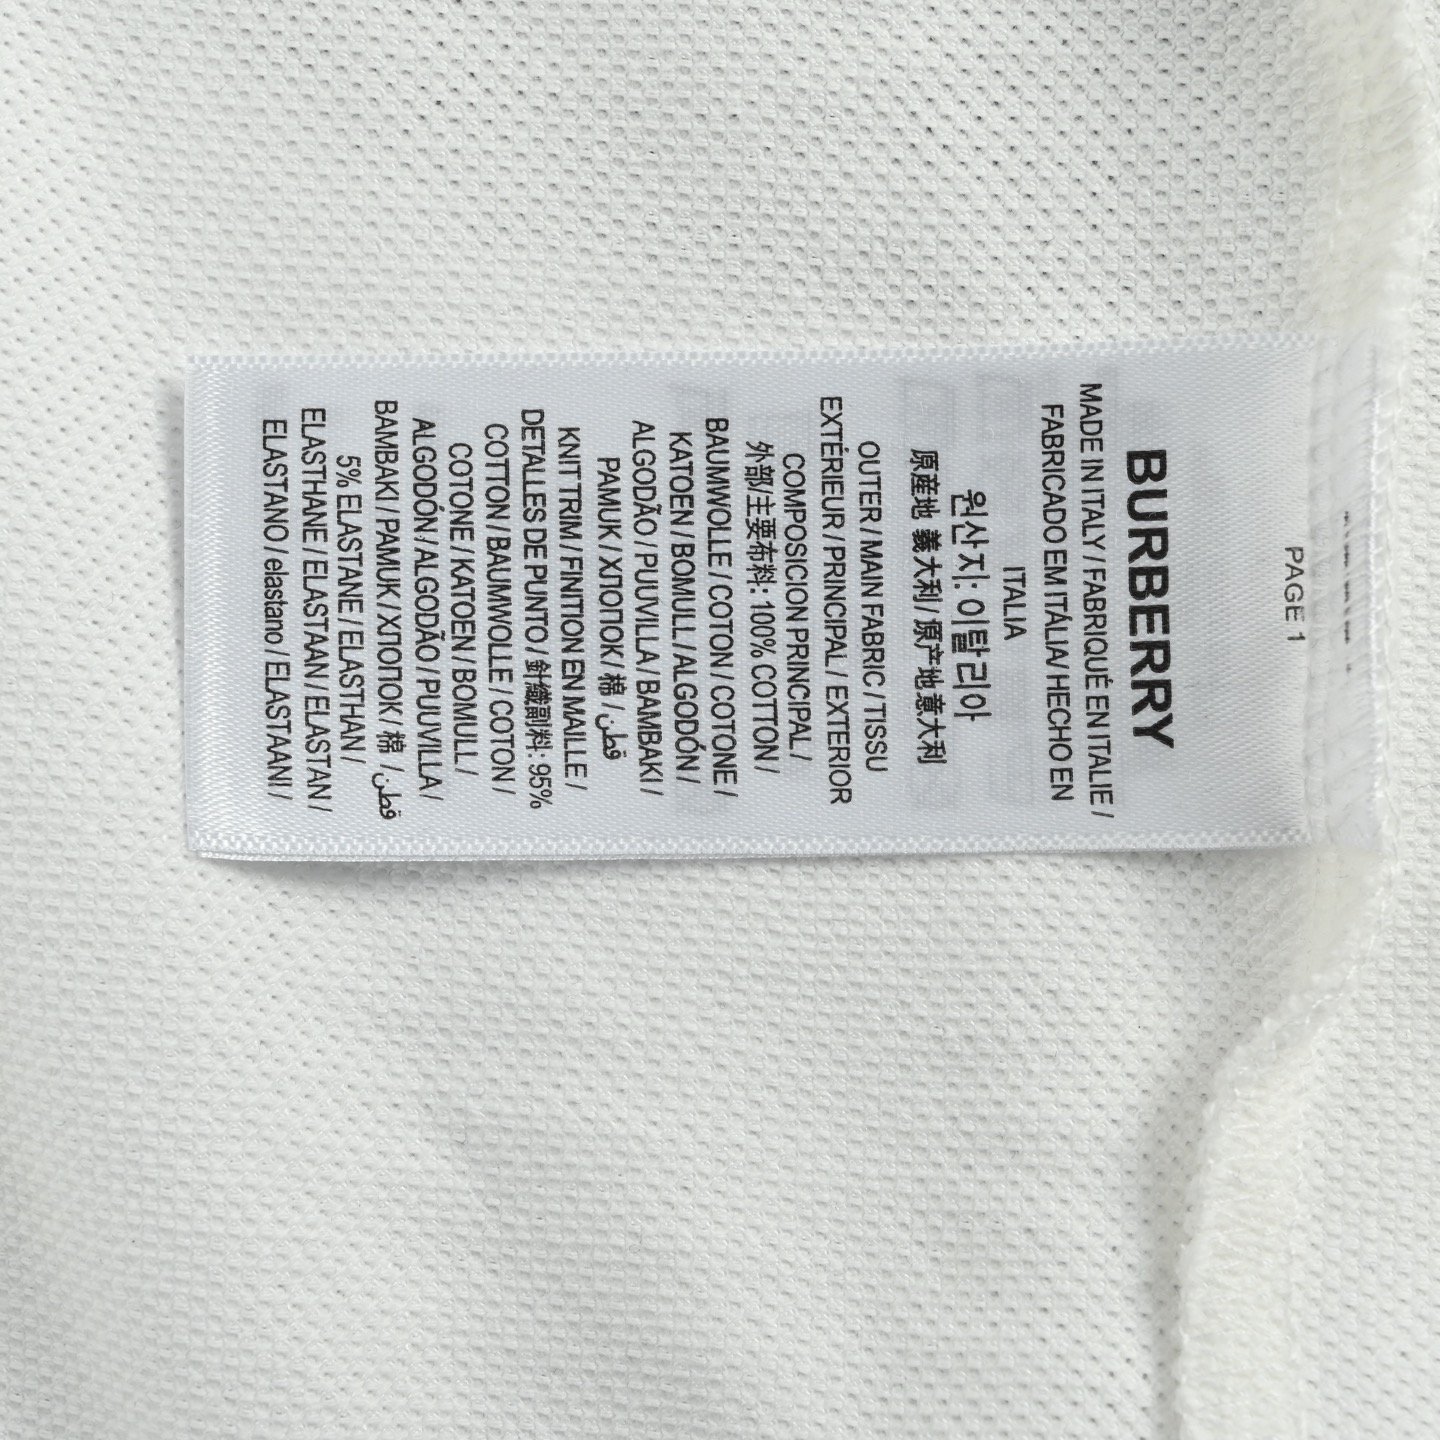 PAGE 1
BURBERRY
MADE IN ITALY / FABRIQUÉ EN ITALIE /
FABRICADO EM ITÁLIA / HECHO EN
ITALIA
원산지: 이탈리아
原産地 義大利 / 原产地 意大利
OUTER / MAIN FABRIC / TISSU
EXTÉRIEUR / PRINCIPAL / EXTERIOR
COMPOSICION PRINCIPAL /
外部/主要布料: 100% COTTON /
BAUMWOLLE / COTON / COTONE /
KATOEN / BOMULL / ALGODÓN /
ALGODÃO / PUUVILLA / BAMBAKI /
PAMUK / ХЛОПОК / 棉 / قطن
KNIT TRIM / FINITION EN MAILLE /
DETALLES DE PUNTO / 針織副料: 95%
COTTON / BAUMWOLLE / COTON /
COTONE / KATOEN / BOMULL /
ALGODÓN / ALGODÃO / PUUVILLA /
BAMBAKI / PAMUK / ХЛОПОК / 棉 / قطن
5% ELASTANE / ELASTHAN /
ELASTHANE / ELASTAAN / ELASTAN /
ELASTANO / elastano / ELASTAANI /